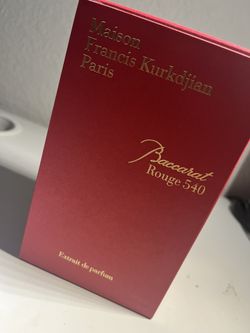 Maison
Francis Kurkdjian
Paris
Baccarat
Rouge 540
Extrait de parfum